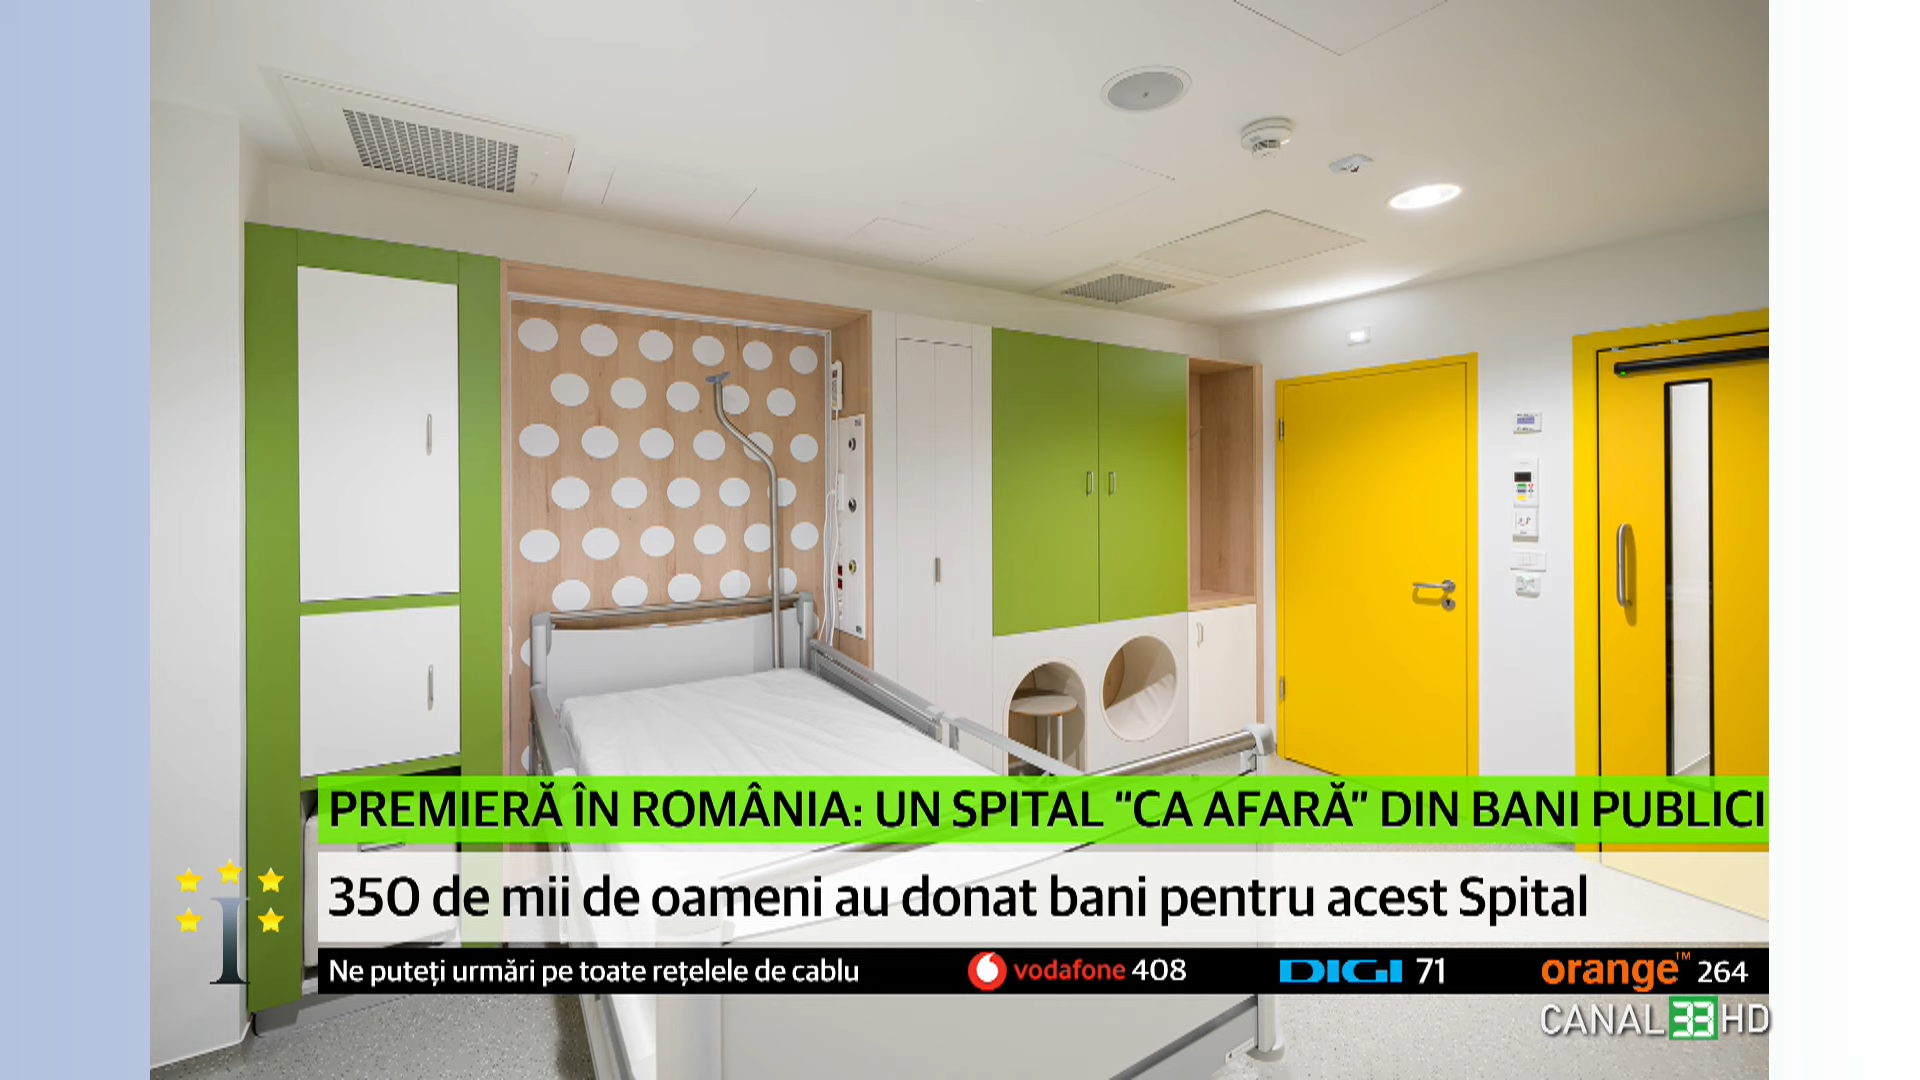 PREMIERĂ ÎN ROMÂNIA: UN SPITAL “CA AFARĂ” DIN BANI PUBLICI
350 de mii de oameni au donat bani pentru acest Spital
Ne puteți urmări pe toate rețelele de cablu vodafone 408 DIGI 71 orange™ 264
CANAL 33 HD